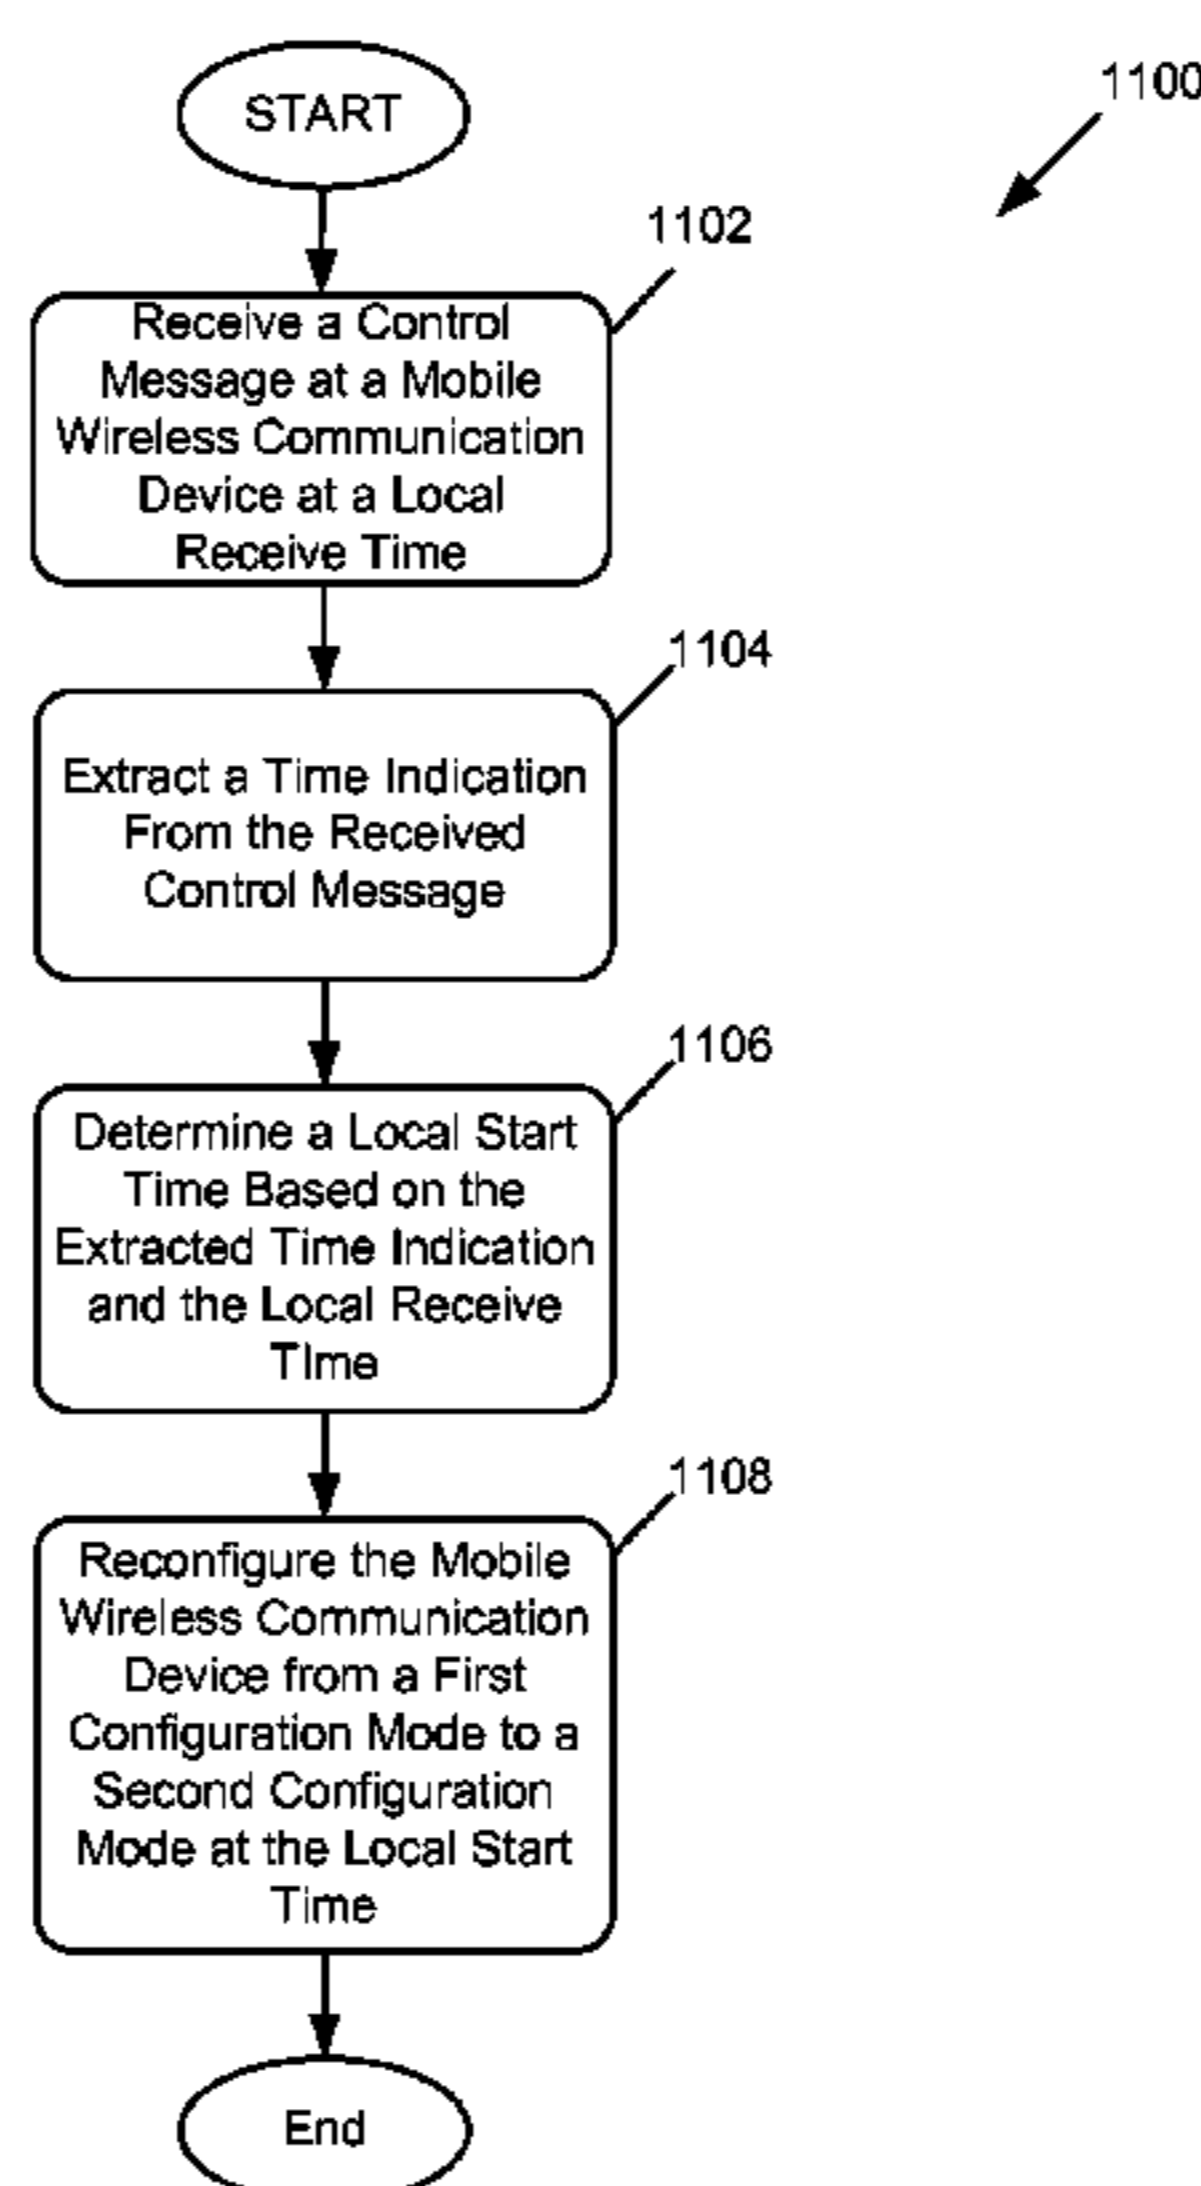 START
1100
1102
Receive a Control
Message at a Mobile
Wireless Communication
Device at a Local
Receive Time
1104
Extract a Time Indication
From the Received
Control Message
1106
Determine a Local Start
Time Based on the
Extracted Time Indication
and the Local Receive
TIme
1108
Reconfigure the Mobile
Wireless Communication
Device from a First
Configuration Mode to a
Second Configuration
Mode at the Local Start
Time
End